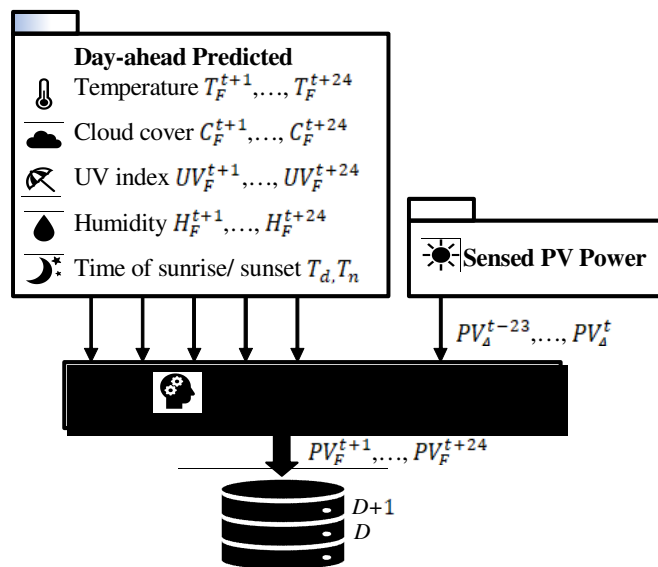 Day-ahead Predicted
Temperature $T_F^{t+1}$,…, $T_F^{t+24}$
Cloud cover $C_F^{t+1}$,…, $C_F^{t+24}$
UV index $UV_F^{t+1}$,…, $UV_F^{t+24}$
Humidity $H_F^{t+1}$,…, $H_F^{t+24}$
Time of sunrise/ sunset $T_d, T_n$
Sensed PV Power
$PV_A^{t-23}$,…, $PV_A^{t}$
$PV_F^{t+1}$,…, $PV_F^{t+24}$
D+1
D